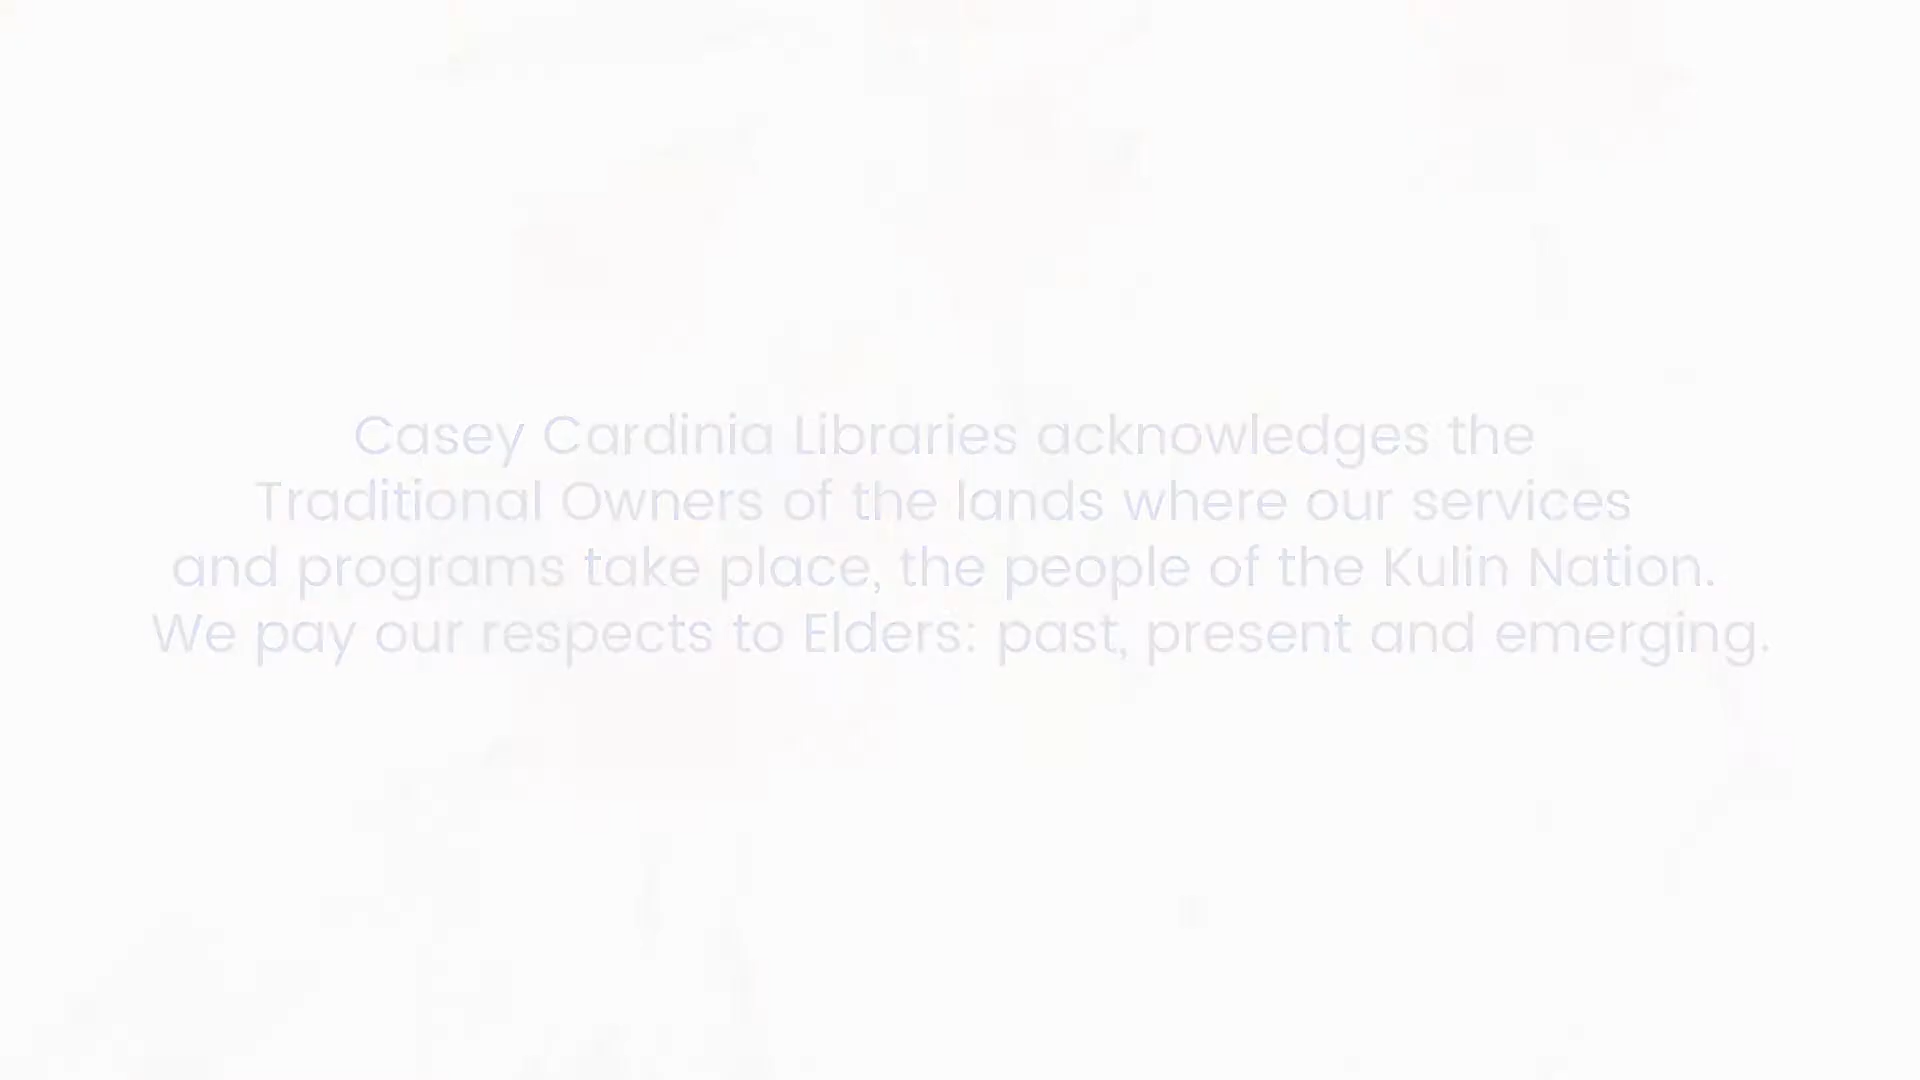 Casey Cardinia Libraries acknowledges the
Traditional Owners of the lands where our services
and programs take place, the people of the Kulin Nation.
We pay our respects to Elders: past, present and emerging.